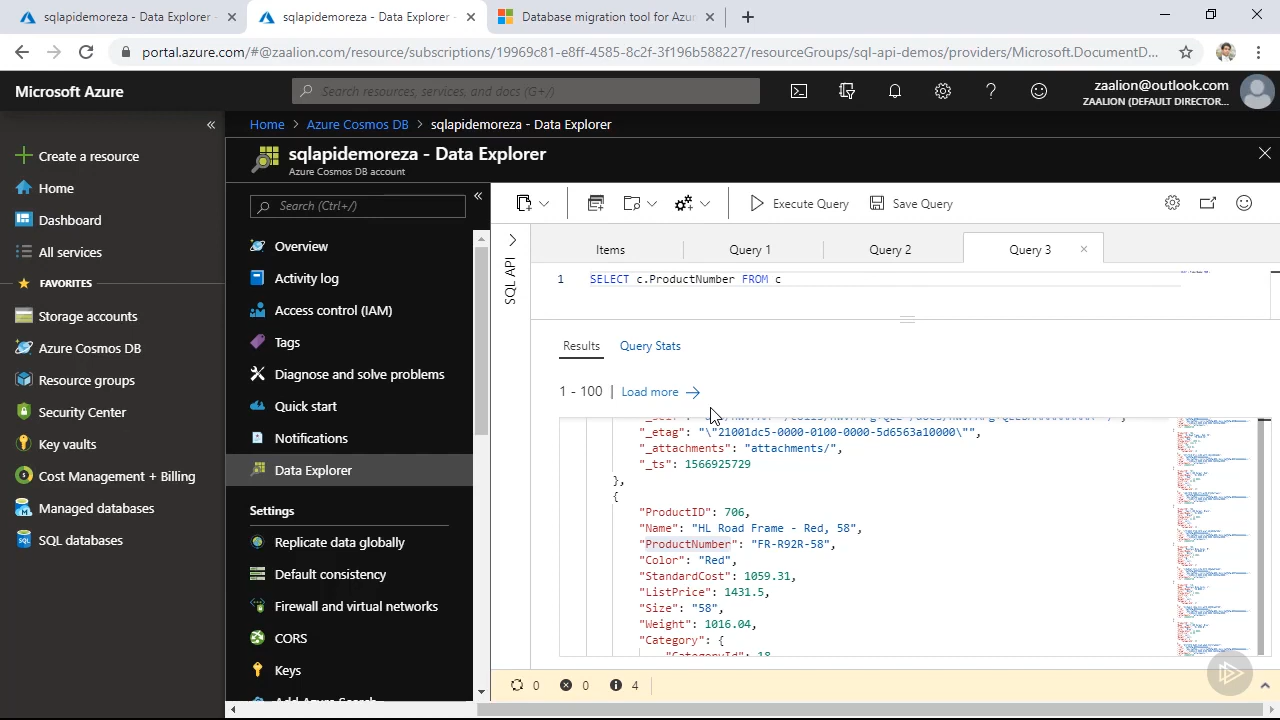 sqlapidemoreza - Data Explorer
sqlapidemoreza - Data Explorer
Database migration tool for Azur
portal.azure.com/#@zaalion.com/resource/subscriptions/19969c81-e8ff-4585-8c2f-3f196b588227/resourceGroups/sql-api-demos/providers/Microsoft.DocumentD...
Microsoft Azure
Search resources, services, and docs (G+/)
zaalion@outlook.com
ZAALION (DEFAULT DIRECTOR...
Home > Azure Cosmos DB > sqlapidemoreza - Data Explorer
sqlapidemoreza - Data Explorer
Azure Cosmos DB account
Create a resource
Home
Dashboard
All services
FAVORITES
Storage accounts
Azure Cosmos DB
Resource groups
Security Center
Key vaults
Cost Management + Billing
Managed databases
SQL databases
Search (Ctrl+/)
Overview
Activity log
Access control (IAM)
Tags
Diagnose and solve problems
Quick start
Notifications
Data Explorer
Settings
Replicate data globally
Default consistency
Firewall and virtual networks
CORS
Keys
Add Azure Search
Execute Query
Save Query
SQL API
Items
Query 1
Query 2
Query 3
1 SELECT c.ProductNumber FROM c
Results
Query Stats
1 - 100 | Load more
"_etag": "\"21001dc5-0000-0100-0000-5d6563a10000\"",
"_attachments": "attachments/",
"_ts": 1566925729
},
{
"ProductID": 706,
"Name": "HL Road Frame - Red, 58",
"ProductNumber": "FR-R92R-58",
"Color": "Red",
"StandardCost": 1059.31,
"ListPrice": 1431.5,
"Size": "58",
"Weight": 1016.04,
"Category": {
"CategoryId": 18
0 0 4